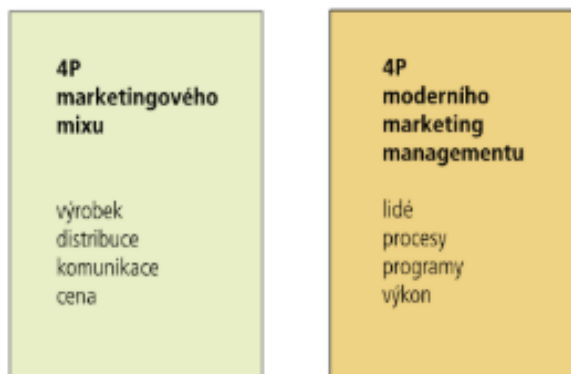 4P
marketingového
mixu
výrobek
distribuce
komunikace
cena
4P
moderního
marketing
managementu
lidé
procesy
programy
výkon